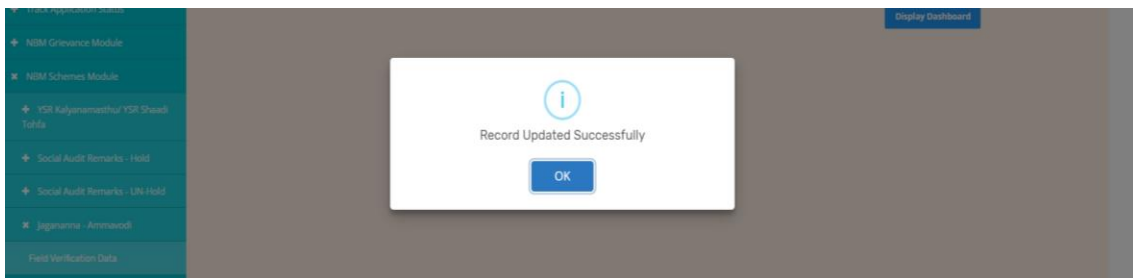 Track Application Status
Display Dashboard
NBM Grievance Module
NBM Schemes Module
YSR Kalyanamasthu/ YSR Shaadi
Tohfa
Social Audit Remarks - Hold
Social Audit Remarks - UN-Hold
Jagananna - Ammavodi
Field Verification Data
i
Record Updated Successfully
OK